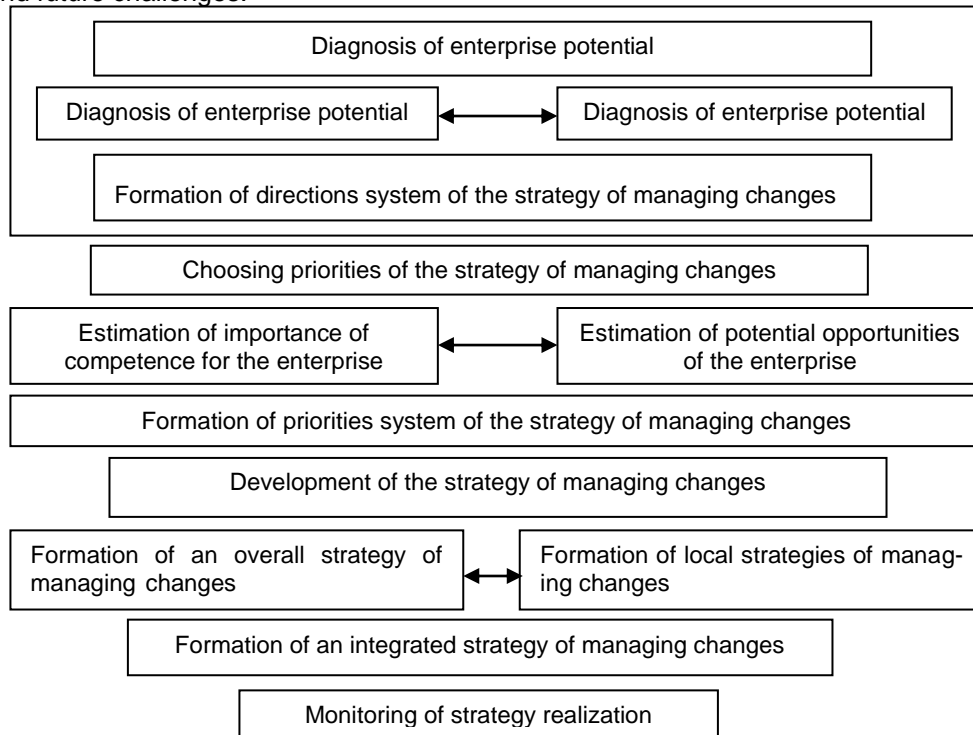 nd future challenges.
Diagnosis of enterprise potential
Diagnosis of enterprise potential
Diagnosis of enterprise potential
Formation of directions system of the strategy of managing changes
Choosing priorities of the strategy of managing changes
Estimation of importance of
competence for the enterprise
Estimation of potential opportunities
of the enterprise
Formation of priorities system of the strategy of managing changes
Development of the strategy of managing changes
Formation of an overall strategy of
managing changes
Formation of local strategies of manag-
ing changes
Formation of an integrated strategy of managing changes
Monitoring of strategy realization